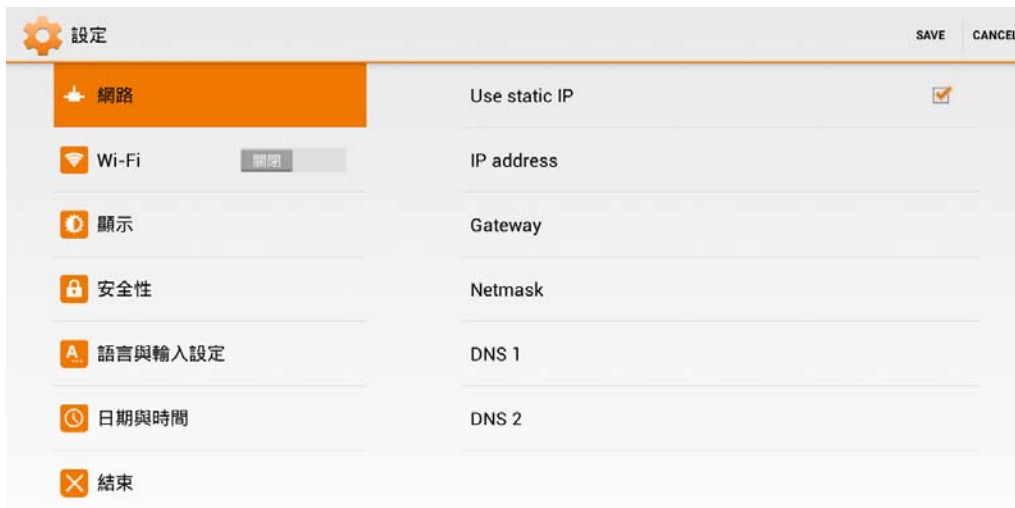 設定
SAVE
CANCEL
網路
Wi-Fi
關閉
顯示
安全性
語言與輸入設定
日期與時間
結束
Use static IP
IP address
Gateway
Netmask
DNS 1
DNS 2